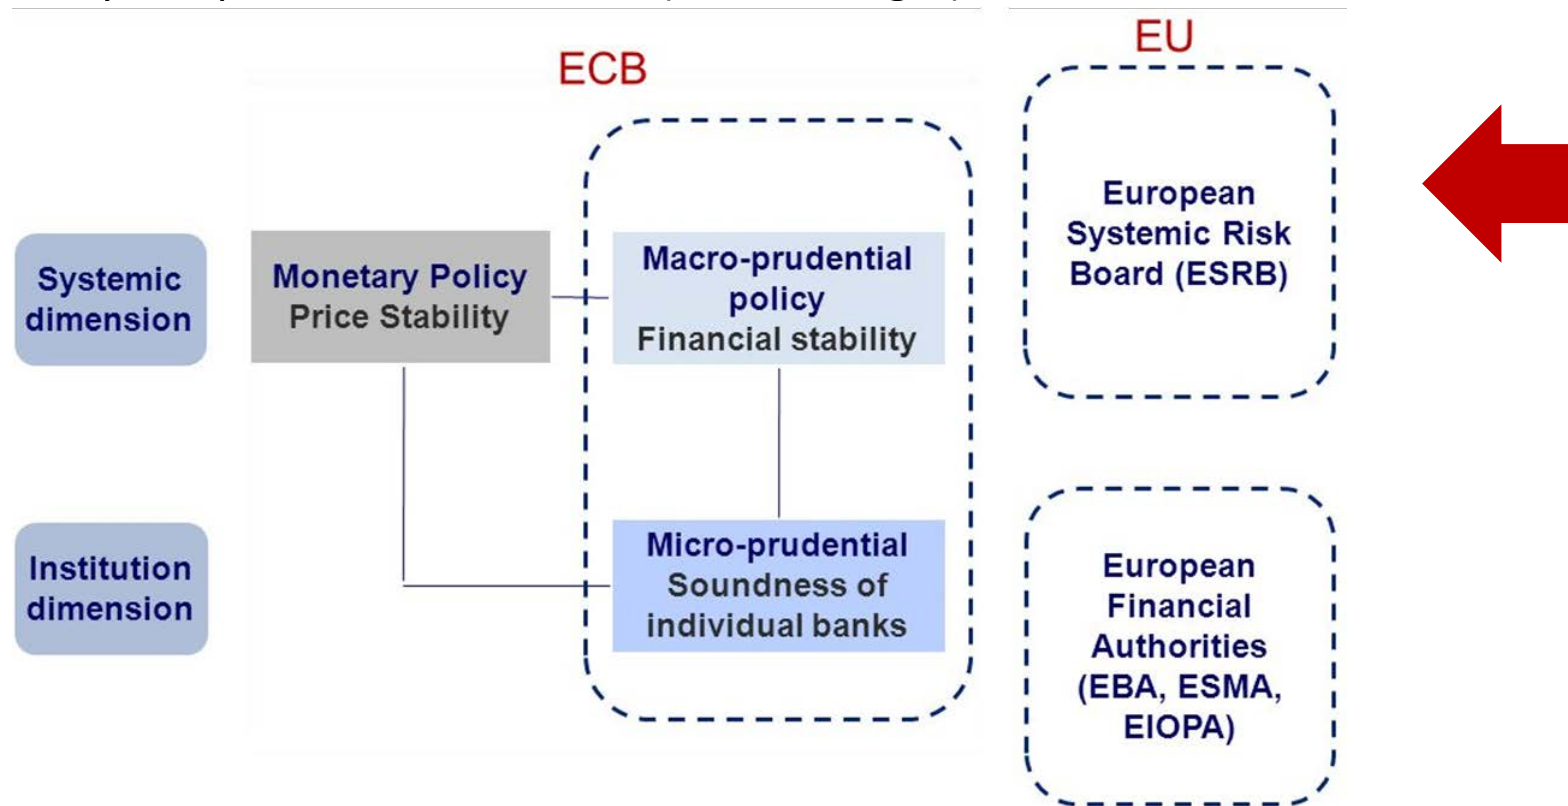 EU
ECB
European
Systemic Risk
Board (ESRB)
Systemic
dimension
Monetary Policy
Price Stability
Macro-prudential
policy
Financial stability
Institution
dimension
Micro-prudential
Soundness of
individual banks
European
Financial
Authorities
(EBA, ESMA,
EIOPA)